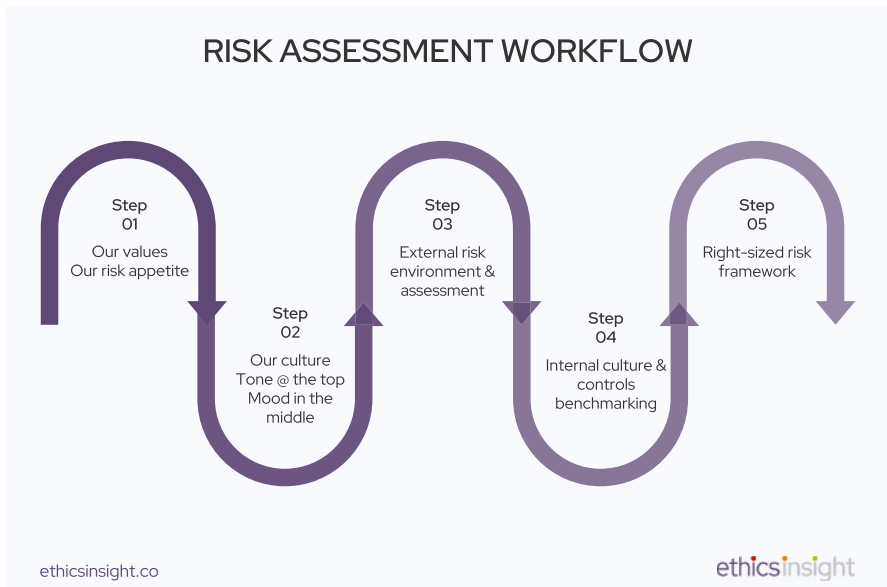 RISK ASSESSMENT WORKFLOW
Step
01
Our values
Our risk appetite
Step
02
Our culture
Tone @ the top
Mood in the
middle
Step
03
External risk
environment &
assessment
Step
04
Internal culture &
controls
benchmarking
Step
05
Right-sized risk
framework
ethicsinsight.co
ethicsinsight